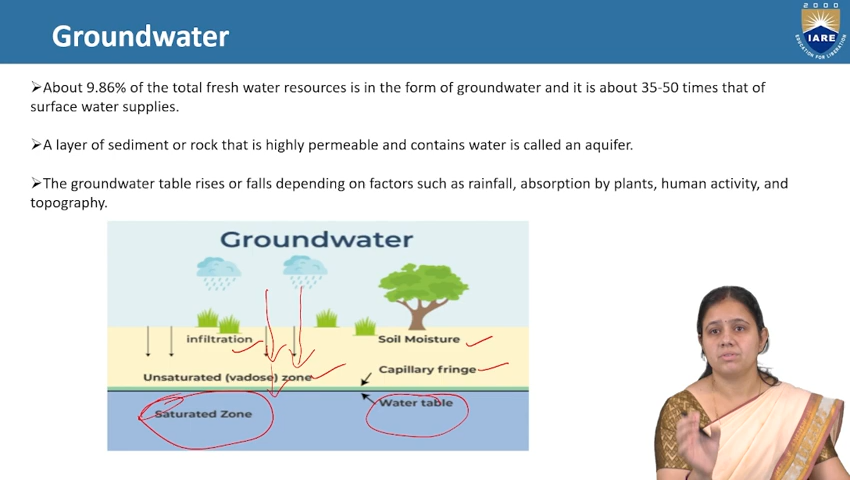 Groundwater
2000
IARE
EDUCATION FOR LIBERATION
➢About 9.86% of the total fresh water resources is in the form of groundwater and it is about 35-50 times that of
surface water supplies.
➢A layer of sediment or rock that is highly permeable and contains water is called an aquifer.
➢The groundwater table rises or falls depending on factors such as rainfall, absorption by plants, human activity, and
topography.
Groundwater
infiltration
Soil Moisture
Capillary fringe
Unsaturated (vadose) zone
Water table
Saturated Zone